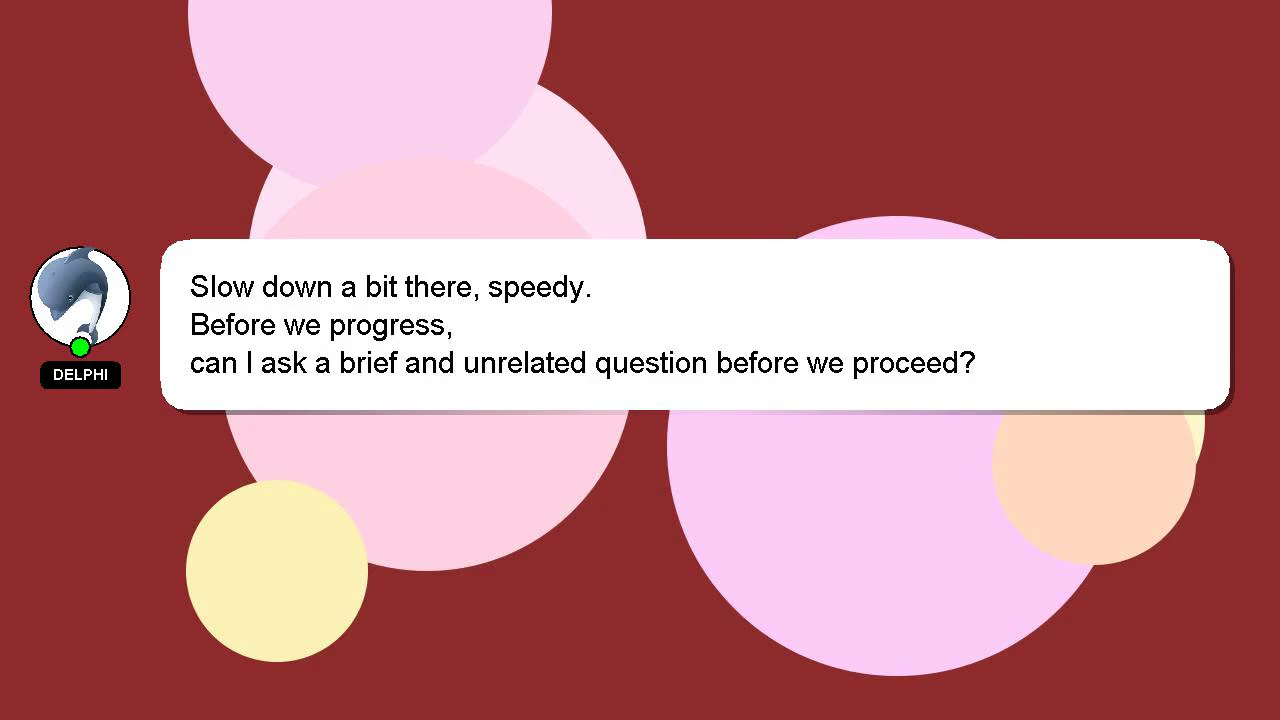 Slow down a bit there, speedy.
Before we progress,
can I ask a brief and unrelated question before we proceed?
DELPHI